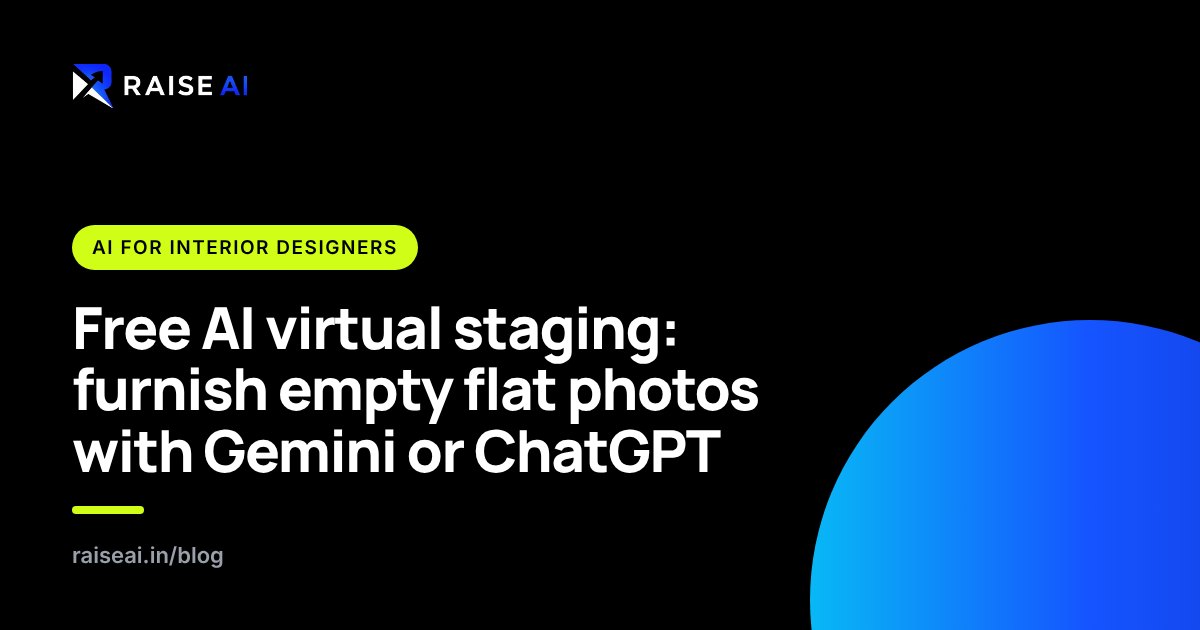 RAISE AI
AI FOR INTERIOR DESIGNERS
Free AI virtual staging:
furnish empty flat photos
with Gemini or ChatGPT
raiseai.in/blog